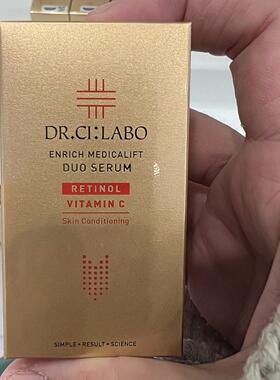 DR.CI:LABO
ENRICH MEDICALIFT
DUO SERUM
RETINOL
VITAMIN C
Skin Conditioning
SIMPLE • RESULT • SCIENCE